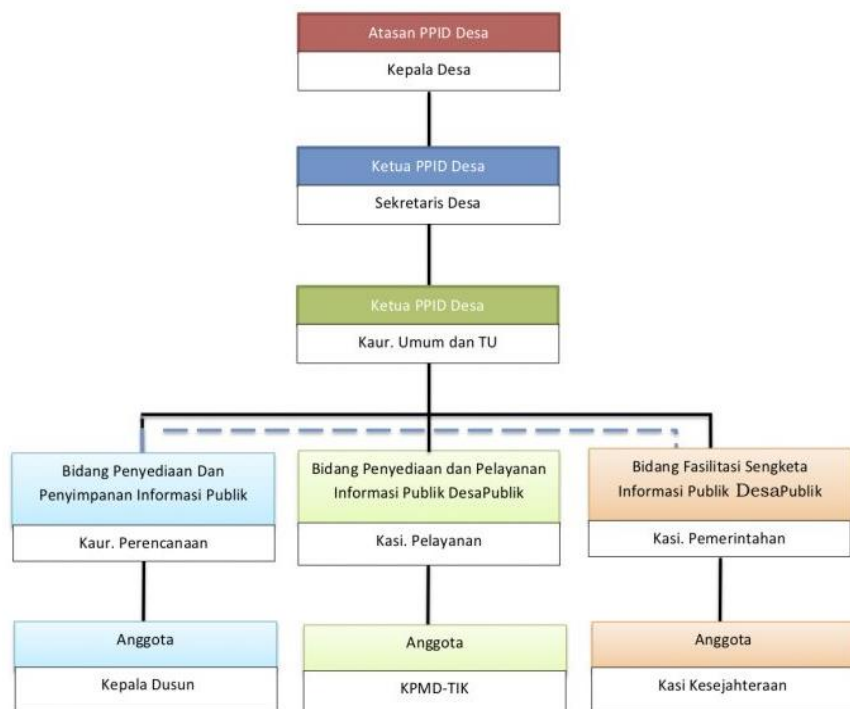 Atasan PPID Desa
Kepala Desa
Ketua PPID Desa
Sekretaris Desa
Ketua PPID Desa
Kaur. Umum dan TU
Bidang Penyediaan Dan
Penyimpanan Informasi Publik
Kaur. Perencanaan
Bidang Penyediaan dan Pelayanan
Informasi Publik DesaPublik
Kasi. Pelayanan
Bidang Fasilitasi Sengketa
Informasi Publik DesaPublik
Kasi. Pemerintahan
Anggota
Kepala Dusun
Anggota
KPMD-TIK
Anggota
Kasi Kesejahteraan